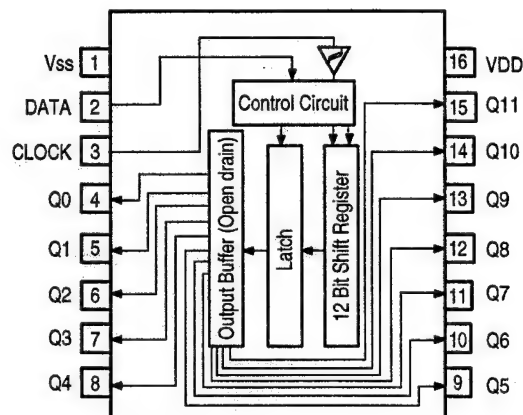 Vss 1
16 VDD
DATA 2
Control Circuit
15 Q11
CLOCK 3
14 Q10
Q0 4
13 Q9
Q1 5
12 Q8
Q2 6
11 Q7
Q3 7
10 Q6
Q4 8
9 Q5
Output Buffer (Open drain)
Latch
12 Bit Shift Register